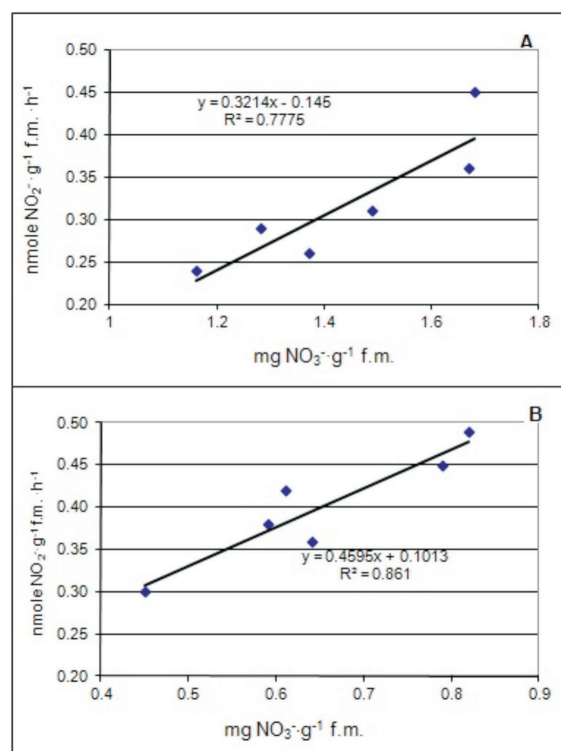 A
0.50
0.45
0.40
0.35
0.30
0.25
0.20
y = 0.3214x - 0.145
R² = 0.7775
1 1.2 1.4 1.6 1.8
nmole NO₂⁻· g⁻¹ f.m. · h⁻¹
mg NO₃⁻·g⁻¹ f.m.
B
0.50
0.45
0.40
0.35
0.30
0.25
0.20
y = 0.4595x + 0.1013
R² = 0.861
0.4 0.5 0.6 0.7 0.8 0.9
nmole NO₂⁻· g⁻¹ f.m. · h⁻¹
mg NO₃⁻·g⁻¹ f.m.